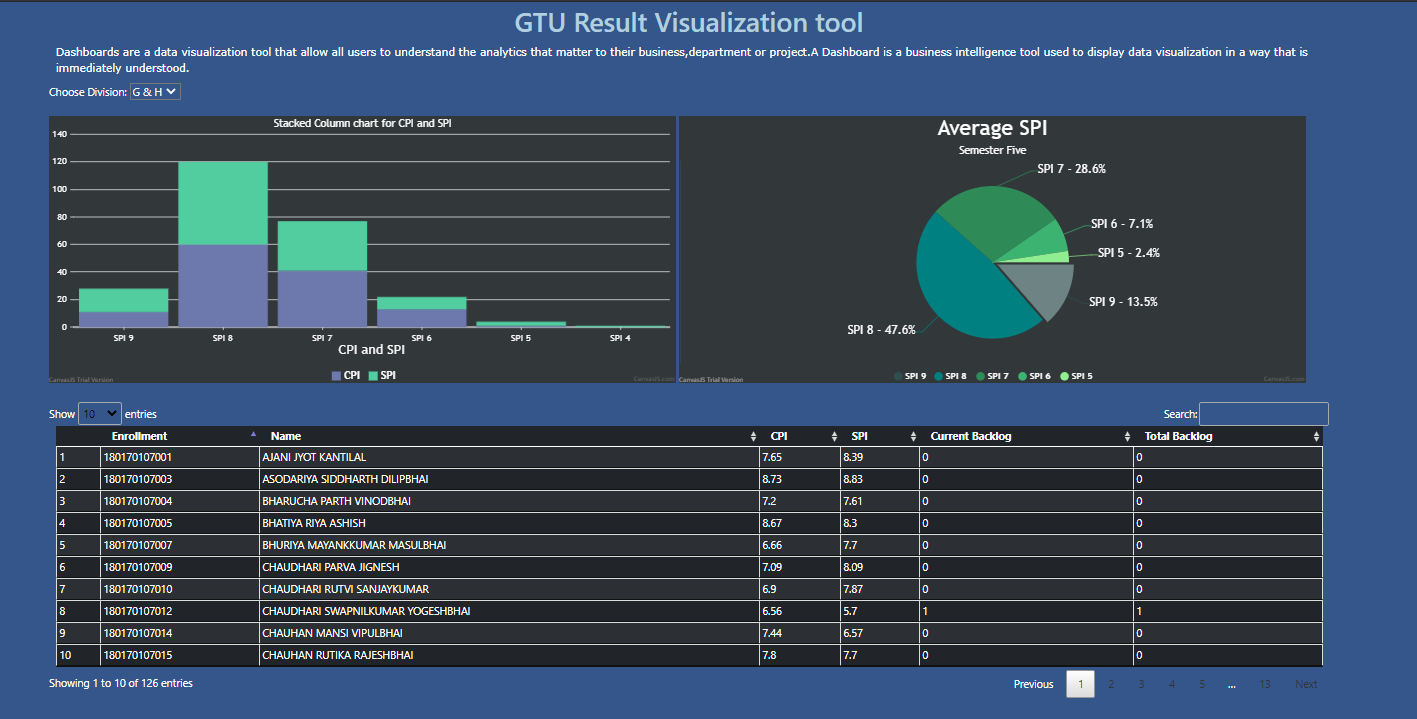 GTU Result Visualization tool
Dashboards are a data visualization tool that allow all users to understand the analytics that matter to their business,department or project.A Dashboard is a business intelligence tool used to display data visualization in a way that is
immediately understood.
Choose Division: G & H
Stacked Column chart for CPI and SPI
140
120
100
80
60
40
20
0
SPI 9 SPI 8 SPI 7 SPI 6 SPI 5 SPI 4
CPI and SPI
CPI SPI
CanvasJS Trial Version CanvasJS.com
Average SPI
Semester Five
SPI 7 - 28.6%
SPI 6 - 7.1%
SPI 5 - 2.4%
SPI 9 - 13.5%
SPI 8 - 47.6%
SPI 9 SPI 8 SPI 7 SPI 6 SPI 5
CanvasJS Trial Version CanvasJS.com
Show 10 entries Search:
Enrollment Name CPI SPI Current Backlog Total Backlog
1 180170107001 AJANI JYOT KANTILAL 7.65 8.39 0 0
2 180170107003 ASODARIYA SIDDHARTH DILIPBHAI 8.73 8.83 0 0
3 180170107004 BHARUCHA PARTH VINODBHAI 7.2 7.61 0 0
4 180170107005 BHATIYA RIYA ASHISH 8.67 8.3 0 0
5 180170107007 BHURIYA MAYANKKUMAR MASULBHAI 6.66 7.7 0 0
6 180170107009 CHAUDHARI PARVA JIGNESH 7.09 8.09 0 0
7 180170107010 CHAUDHARI RUTVI SANJAYKUMAR 6.9 7.87 0 0
8 180170107012 CHAUDHARI SWAPNILKUMAR YOGESHBHAI 6.56 5.7 1 1
9 180170107014 CHAUHAN MANSI VIPULBHAI 7.44 6.57 0 0
10 180170107015 CHAUHAN RUTIKA RAJESHBHAI 7.8 7.7 0 0
Showing 1 to 10 of 126 entries Previous 1 2 3 4 5 ... 13 Next